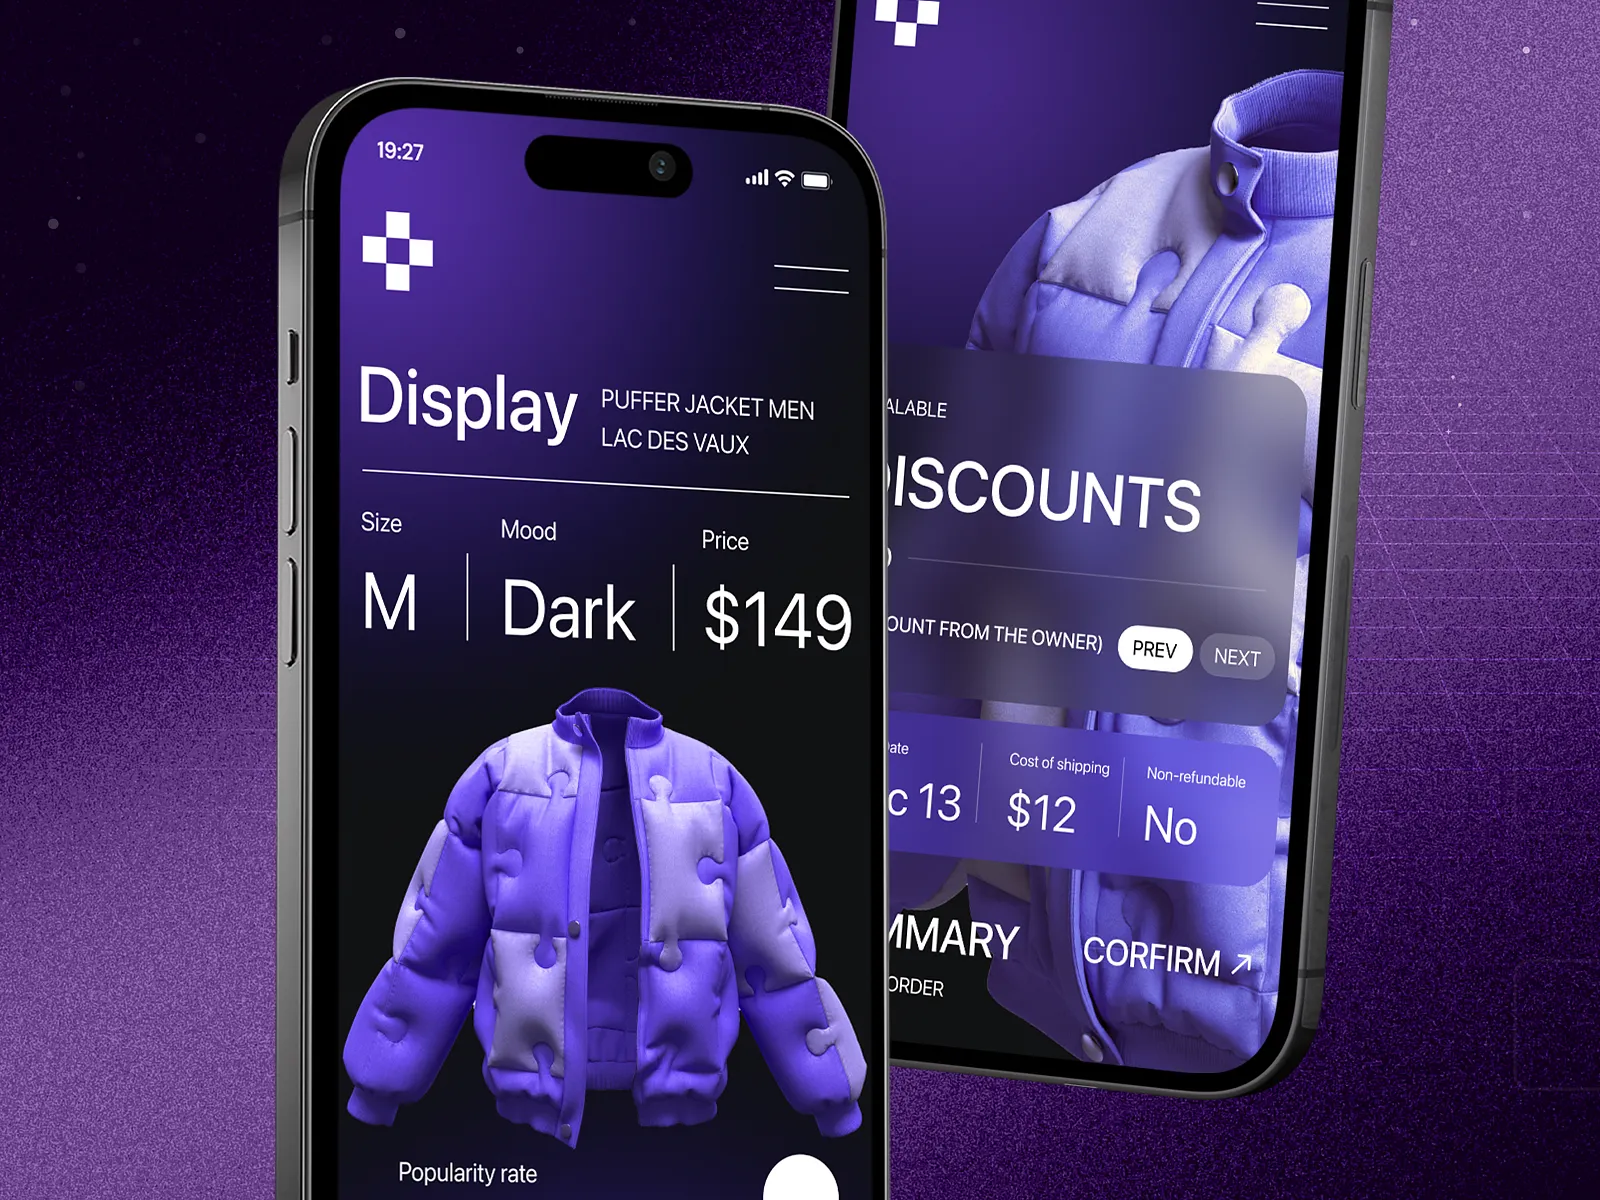 19:27
Display
PUFFER JACKET MEN
LAC DES VAUX
Size
Mood
Price
M
Dark
$149
Popularity rate
ALABLE
DISCOUNTS
OUNT FROM THE OWNER)
PREV
NEXT
ate
Cost of shipping
Non-refundable
c 13
$12
No
MMARY
CORFIRM
ORDER